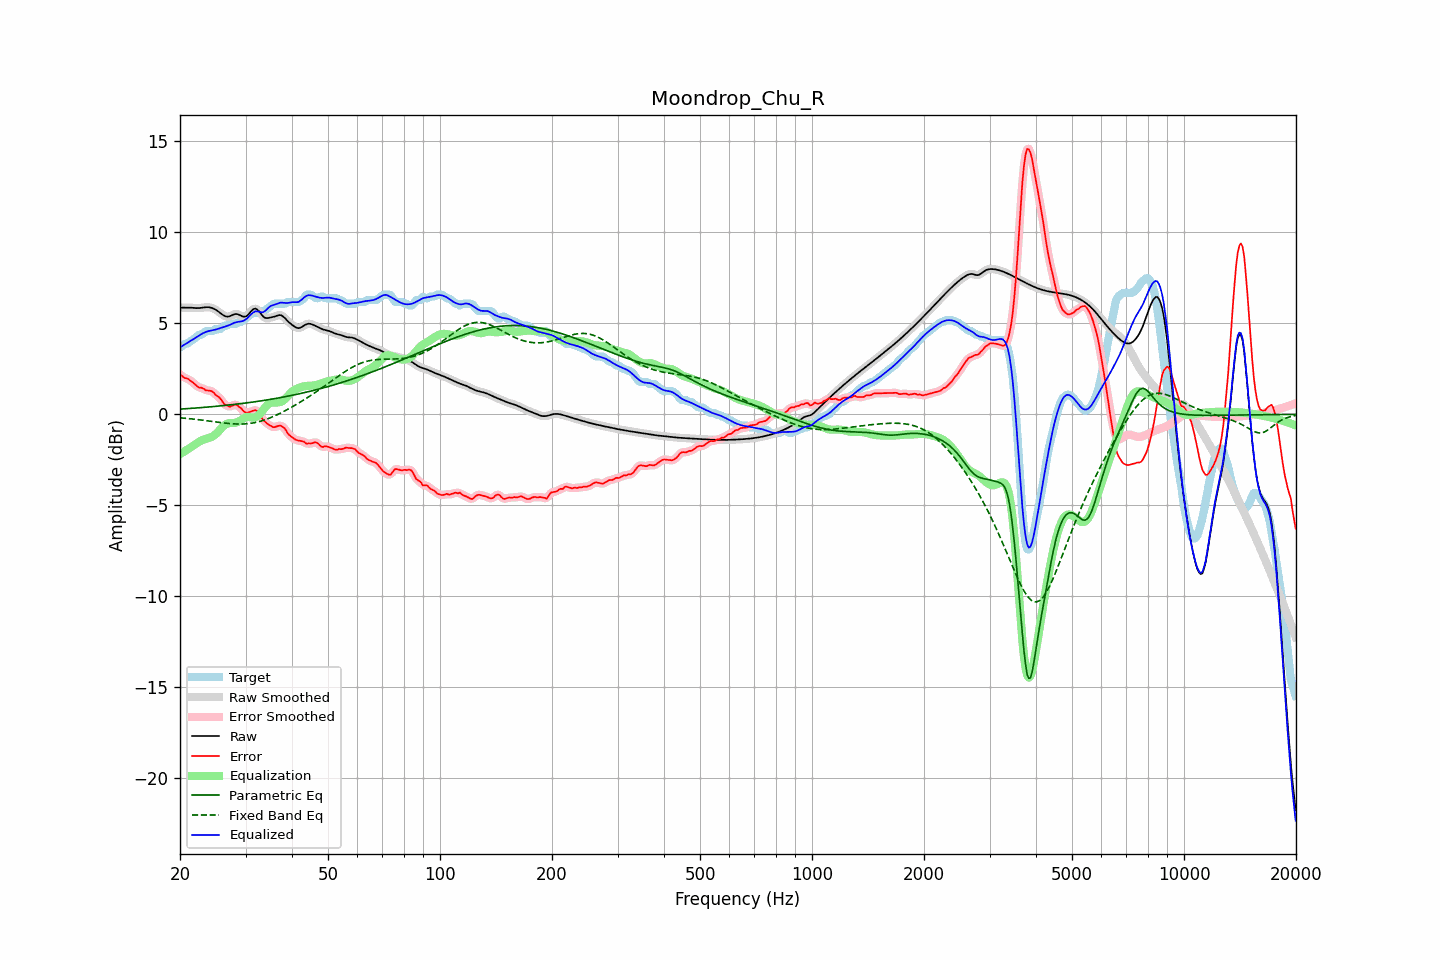 Moondrop_Chu_R
15
10
5
0
−5
−10
−15
−20
Amplitude (dBr)
Target
Raw Smoothed
Error Smoothed
Raw
Error
Equalization
Parametric Eq
Fixed Band Eq
Equalized
20 50 100 200 500 1000 2000 5000 10000 20000
Frequency (Hz)